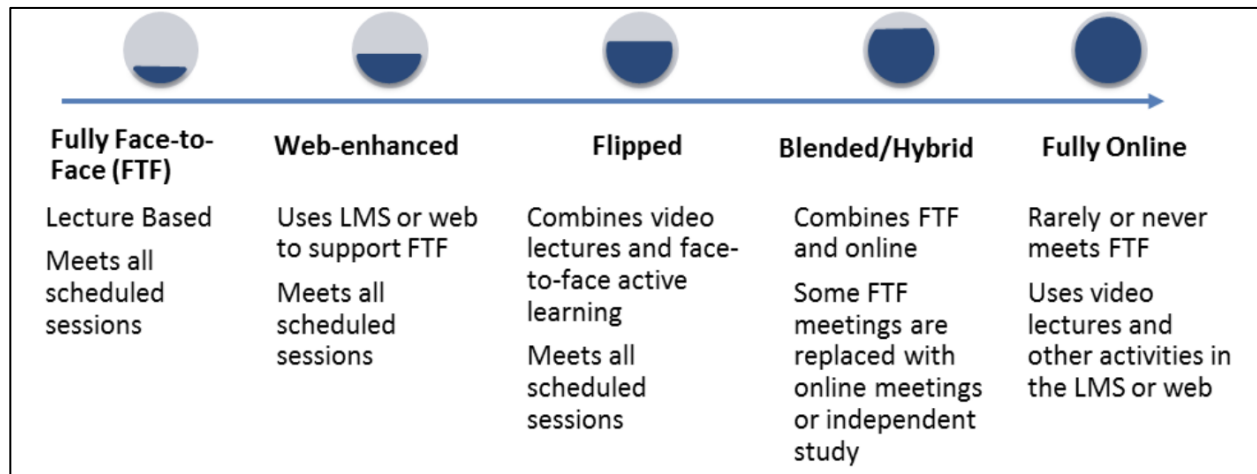 Fully Face-to-
Face (FTF)
Lecture Based
Meets all
scheduled
sessions
Web-enhanced
Uses LMS or web
to support FTF
Meets all
scheduled
sessions
Flipped
Combines video
lectures and face-
to-face active
learning
Meets all
scheduled
sessions
Blended/Hybrid
Combines FTF
and online
Some FTF
meetings are
replaced with
online meetings
or independent
study
Fully Online
Rarely or never
meets FTF
Uses video
lectures and
other activities in
the LMS or web